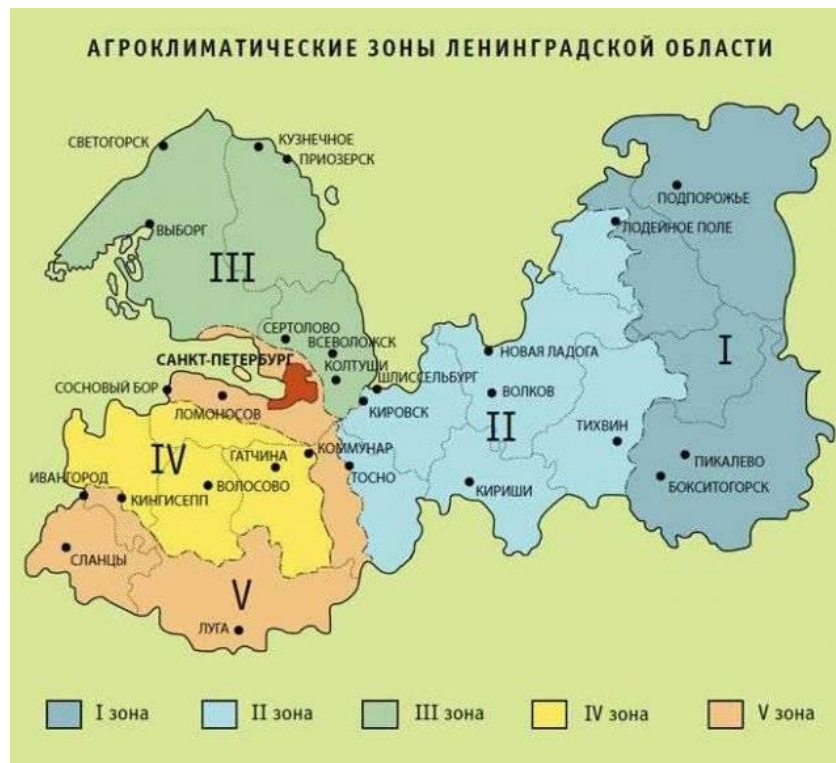 АГРОКЛИМАТИЧЕСКИЕ ЗОНЫ ЛЕНИНГРАДСКОЙ ОБЛАСТИ
СВЕТОГОРСК
КУЗНЕЧНОЕ
ПРИОЗЕРСК
ПОДПОРОЖЬЕ
ВЫБОРГ
ЛОДЕЙНОЕ ПОЛЕ
III
СЕРТОЛОВО
ВСЕВОЛОЖСК
САНКТ-ПЕТЕРБУРГ
КОЛТУШИ
НОВАЯ ЛАДОГА
I
ШЛИССЕЛЬБУРГ
СОСНОВЫЙ БОР
ЛОМОНОСОВ
КИРОВСК
ВОЛХОВ
II
ТИХВИН
IV
ГАТЧИНА
КОММУНАР
ПИКАЛЕВО
ИВАНГОРОД
ТОСНО
ВОЛОСОВО
БОКСИТОГОРСК
КИНГИСЕПП
КИРИШИ
СЛАНЦЫ
V
ЛУГА
I зона
II зона
III зона
IV зона
V зона